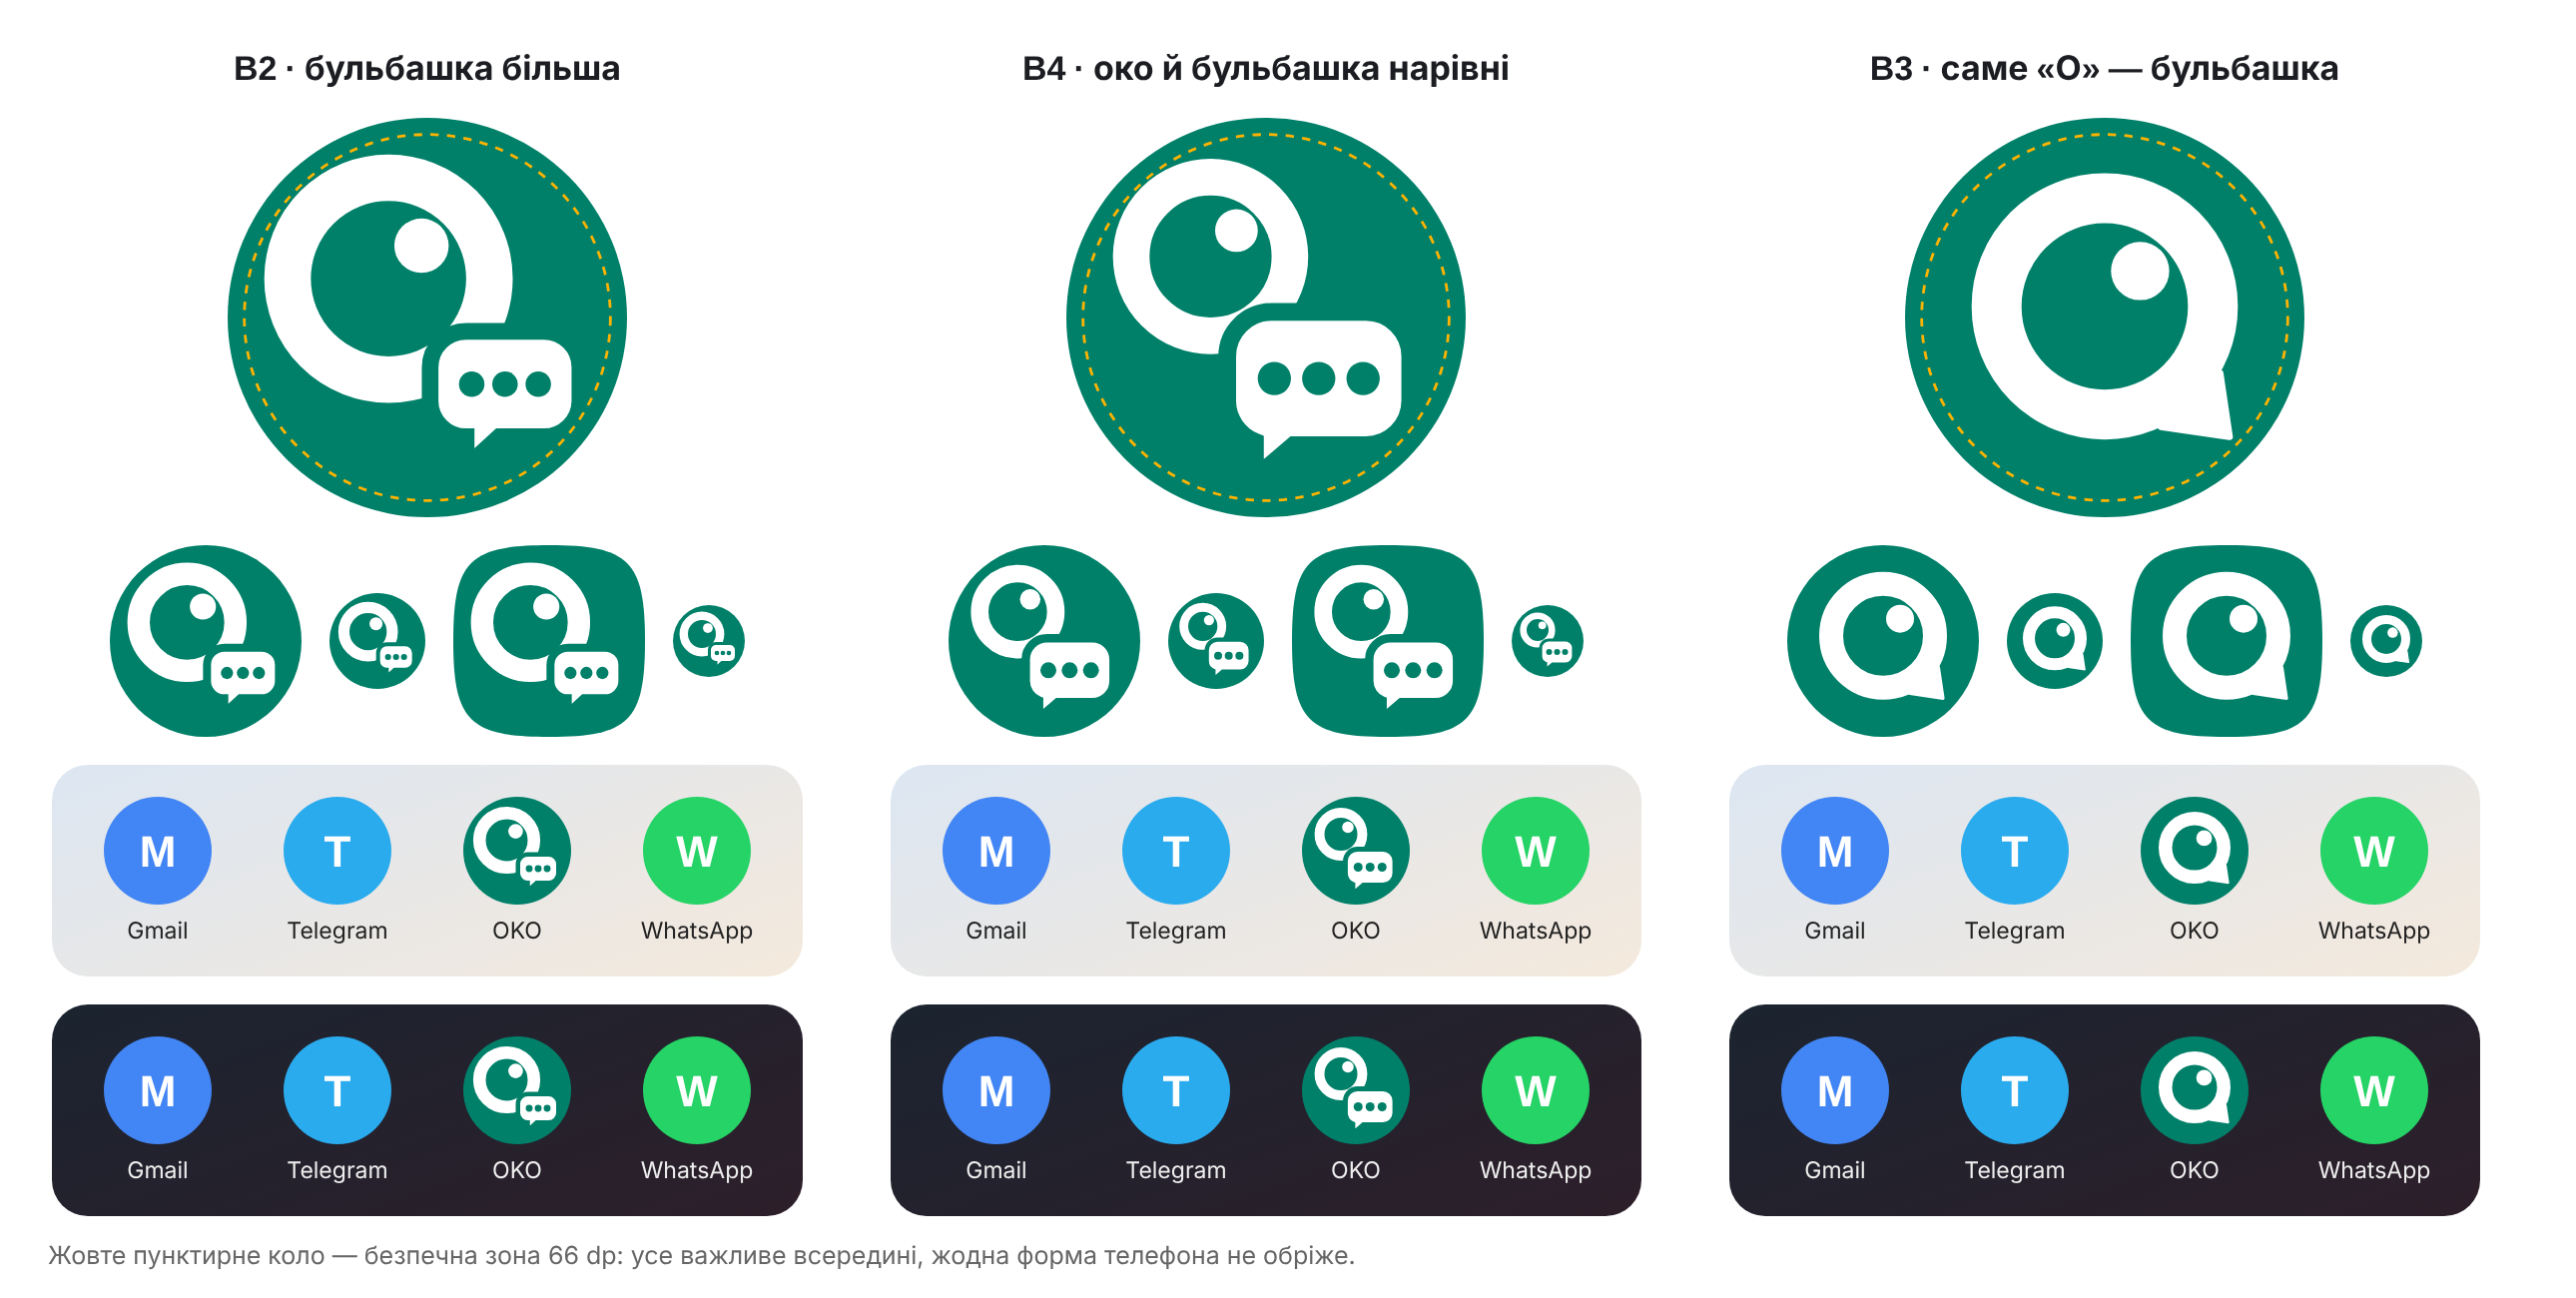 B2 · бульбашка більша
B4 · око й бульбашка нарівні
B3 · саме «О» — бульбашка
M T W
Gmail Telegram OKO WhatsApp
M T W
Gmail Telegram OKO WhatsApp
M T W
Gmail Telegram OKO WhatsApp
M T W
Gmail Telegram OKO WhatsApp
M T W
Gmail Telegram OKO WhatsApp
M T W
Gmail Telegram OKO WhatsApp
Жовте пунктирне коло — безпечна зона 66 dp: усе важливе всередині, жодна форма телефона не обріже.